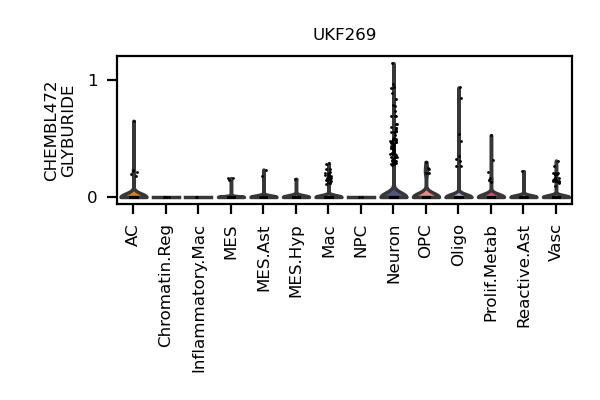 UKF269
CHEMBL472
GLYBURIDE
1
0
AC
Chromatin.Reg
Inflammatory.Mac
MES
MES.Ast
MES.Hyp
Mac
NPC
Neuron
OPC
Oligo
Prolif.Metab
Reactive.Ast
Vasc